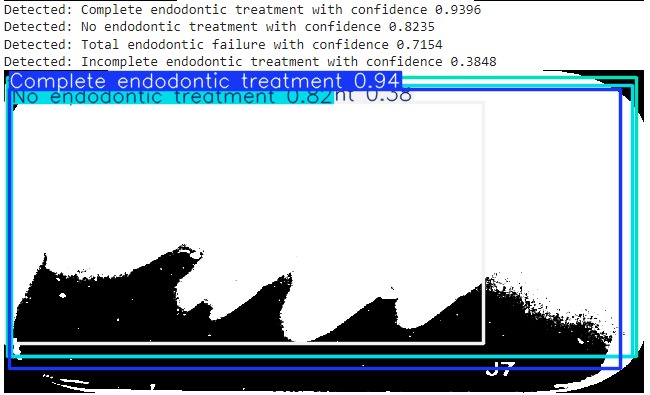 Detected: Complete endodontic treatment with confidence 0.9396
Detected: No endodontic treatment with confidence 0.8235
Detected: Total endodontic failure with confidence 0.7154
Detected: Incomplete endodontic treatment with confidence 0.3848
Complete endodontic treatment 0.94
No endodontic treatment 0.82nt 0.38
J7